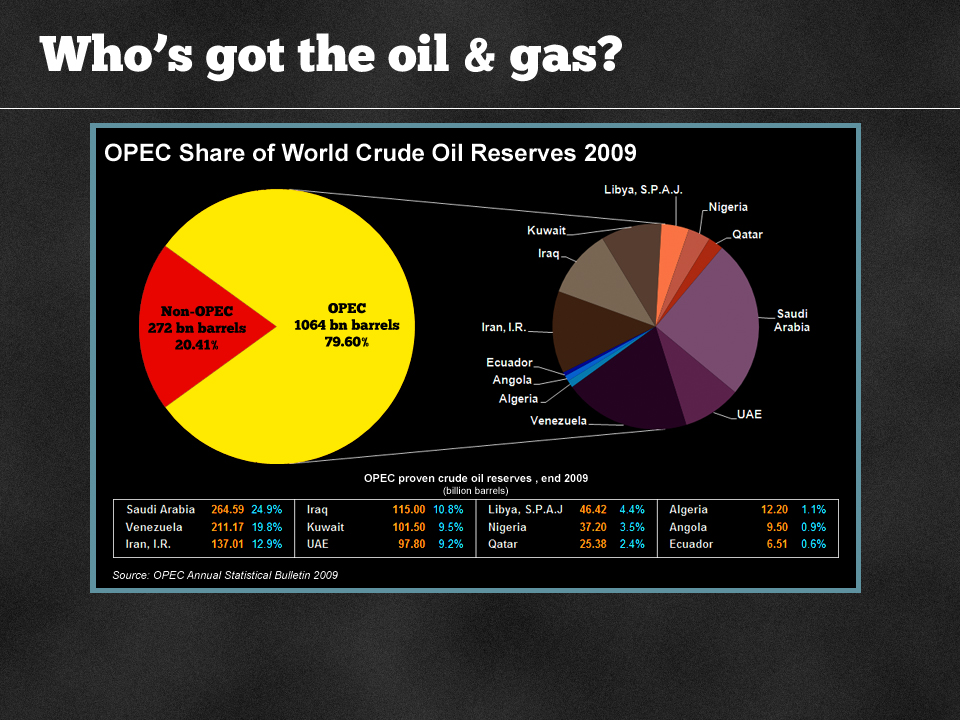 Who's got the oil & gas?
OPEC Share of World Crude Oil Reserves 2009
Libya, S.P.A.J.
Nigeria
Kuwait
Qatar
Iraq
Non-OPEC
272 bn barrels
20.41%
OPEC
1064 bn barrels
79.60%
Iran, I.R.
Saudi
Arabia
Ecuador
Angola
Algeria
Venezuela
UAE
OPEC proven crude oil reserves , end 2009
(billion barrels)
Saudi Arabia 264.59 24.9% Iraq 115.00 10.8% Libya, S.P.A.J 46.42 4.4% Algeria 12.20 1.1%
Venezuela 211.17 19.8% Kuwait 101.50 9.5% Nigeria 37.20 3.5% Angola 9.50 0.9%
Iran, I.R. 137.01 12.9% UAE 97.80 9.2% Qatar 25.38 2.4% Ecuador 6.51 0.6%
Source: OPEC Annual Statistical Bulletin 2009